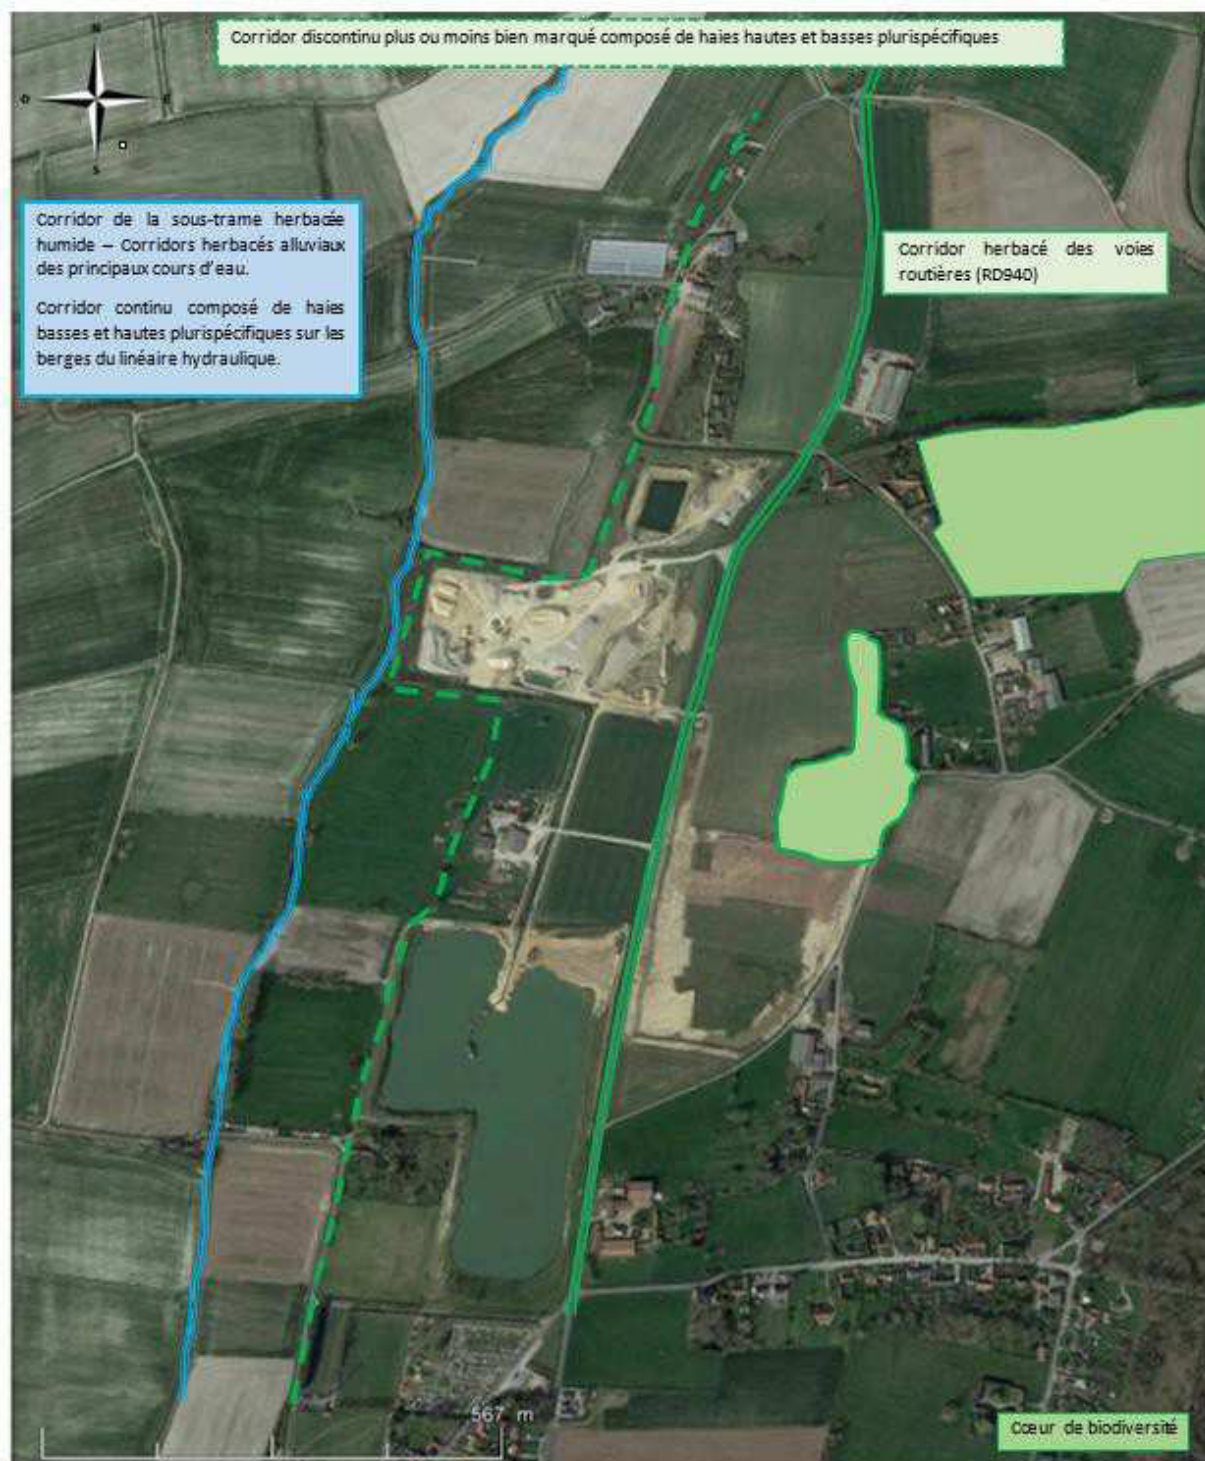 Corridor discontinu plus ou moins bien marqué composé de haies hautes et basses plurispécifiques
N
O
E
S
Corridor de la sous-trame herbacée
humide – Corridors herbacés alluviaux
des principaux cours d'eau.
Corridor continu composé de haies
basses et hautes plurispécifiques sur les
berges du linéaire hydraulique.
Corridor herbacé des voies
routières (RD940)
567 m
Cœur de biodiversité